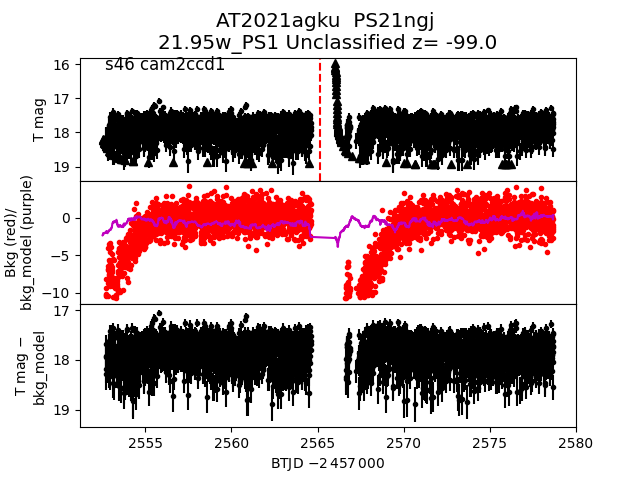 AT2021agku  PS21ngj
21.95w_PS1 Unclassified z= -99.0
s46 cam2ccd1
T mag
16
17
18
19
Bkg (red)/
bkg_model (purple)
0
−5
−10
T mag −
bkg_model
17
18
19
2555
2560
2565
2570
2575
2580
BTJD −2 457 000